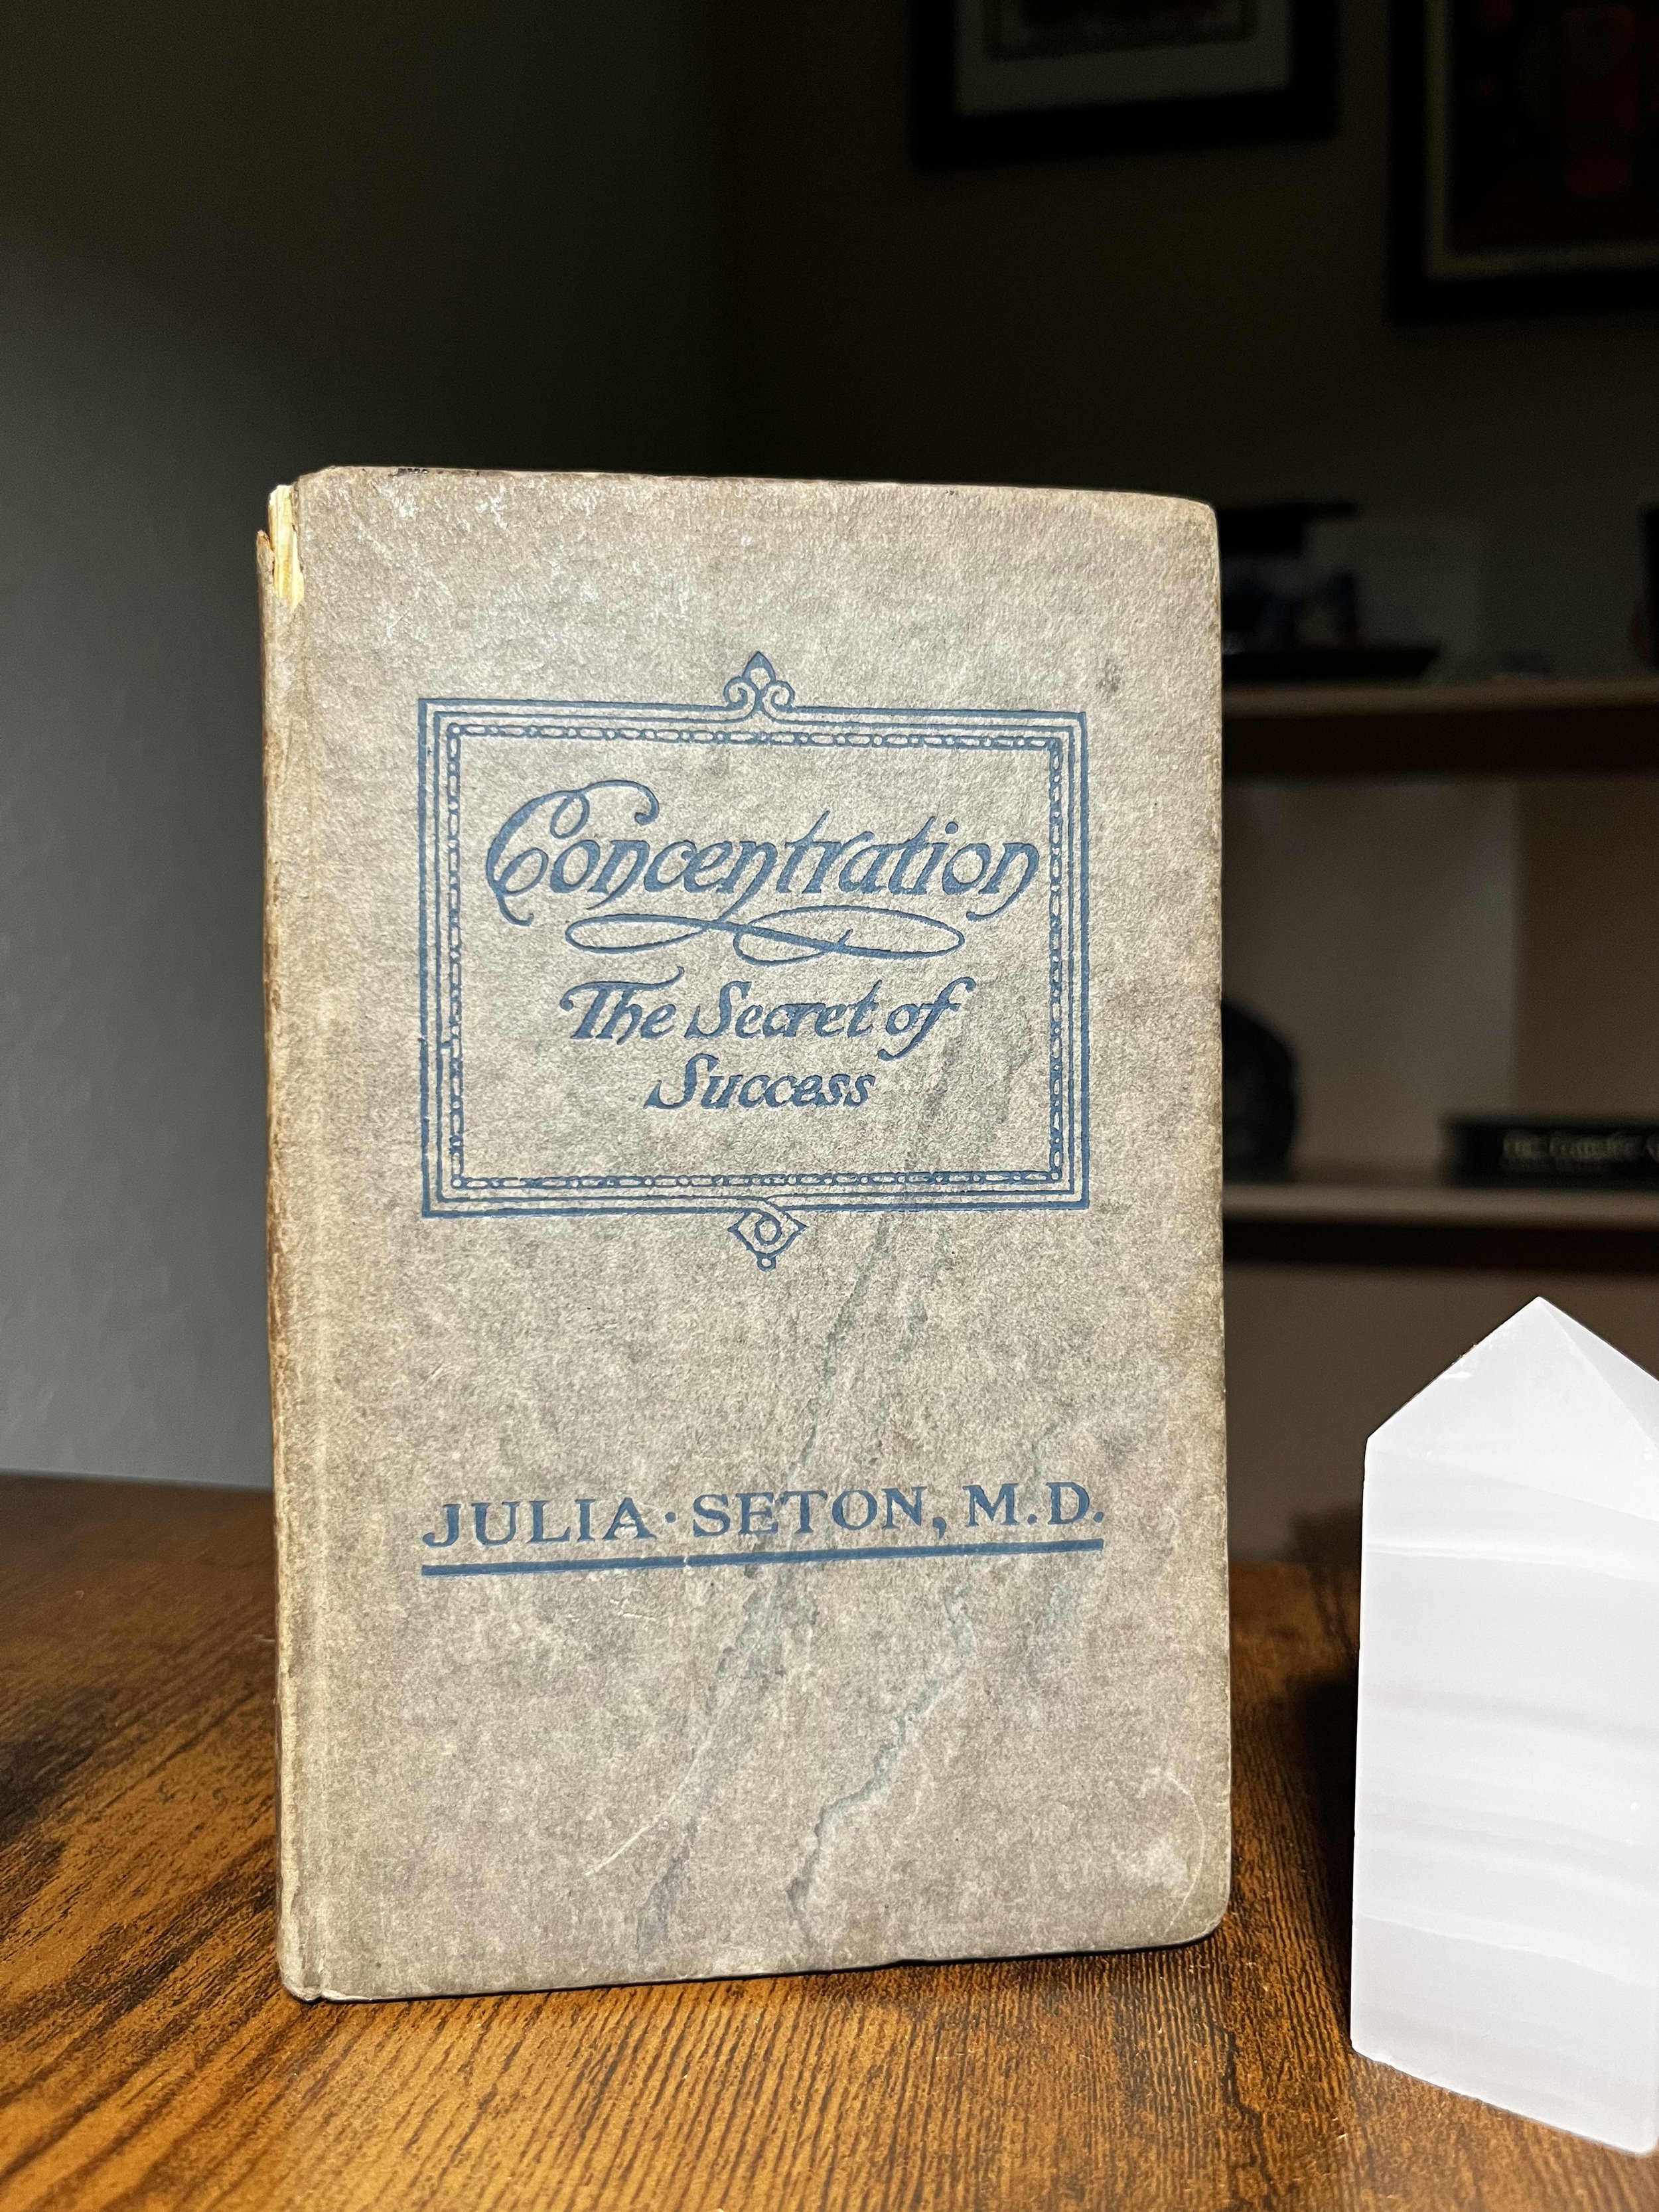 Concentration
The Secret of
Success
JULIA · SETON, M.D.